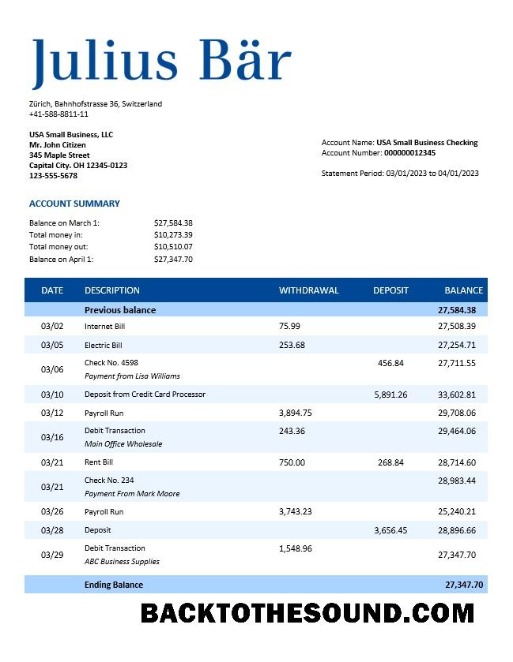 Julius Bär
Zürich, Bahnhofstrasse 36, Switzerland
+41-588-8811-11
USA Small Business, LLC
Mr. John Citizen
345 Maple Street
Capital City. OH 12345-0123
123-555-5678
Account Name: USA Small Business Checking
Account Number: 000000012345
Statement Period: 03/01/2023 to 04/01/2023
ACCOUNT SUMMARY
Balance on March 1: $27,584.38
Total money in: $10,273.39
Total money out: $10,510.07
Balance on April 1: $27,347.70
DATE DESCRIPTION WITHDRAWAL DEPOSIT BALANCE
Previous balance 27,584.38
03/02 Internet Bill 75.99 27,508.39
03/05 Electric Bill 253.68 27,254.71
03/06 Check No. 4598 456.84 27,711.55
Payment from Lisa Williams
03/10 Deposit from Credit Card Processor 5,891.26 33,602.81
03/12 Payroll Run 3,894.75 29,708.06
03/16 Debit Transaction 243.36 29,464.06
Main Office Wholesale
03/21 Rent Bill 750.00 268.84 28,714.60
03/21 Check No. 234 28,983.44
Payment From Mark Moore
03/26 Payroll Run 3,743.23 25,240.21
03/28 Deposit 3,656.45 28,896.66
03/29 Debit Transaction 1,548.96 27,347.70
ABC Business Supplies
Ending Balance 27,347.70
BACKTOTHESOUND.COM